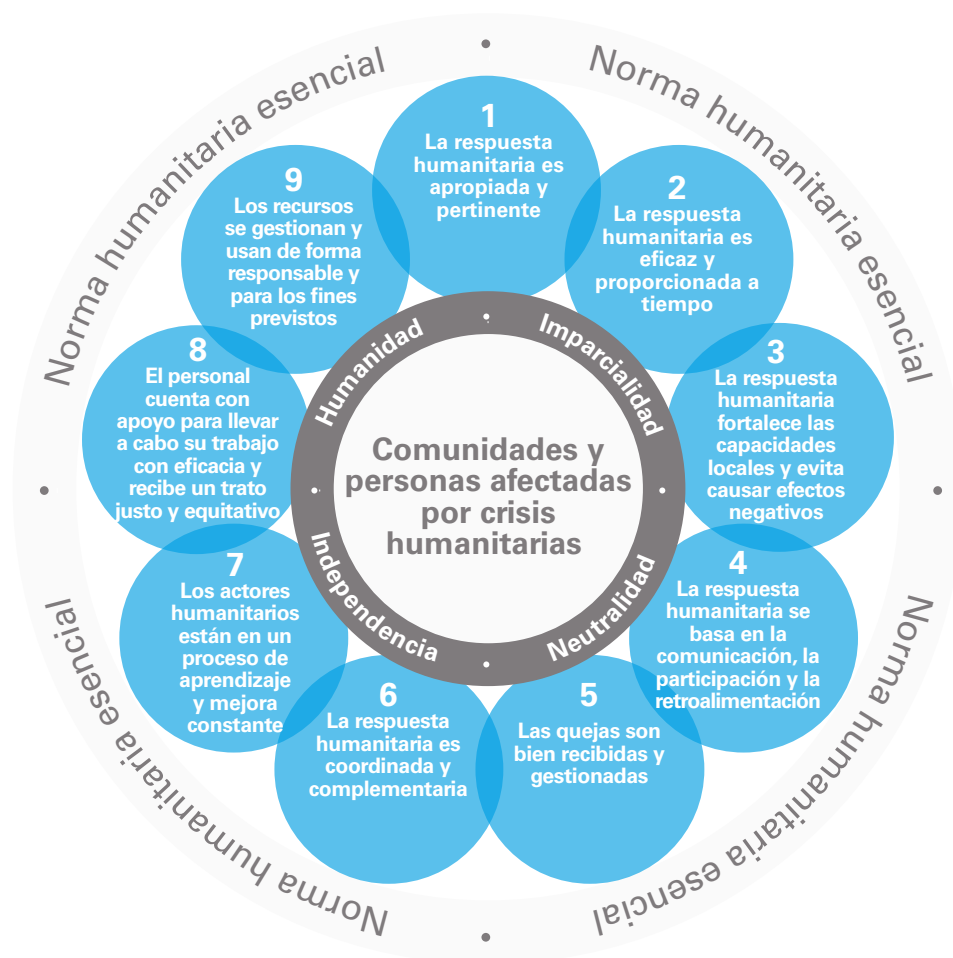 Norma humanitaria esencial
Norma humanitaria esencial
Norma humanitaria esencial
Norma humanitaria esencial
1
La respuesta
humanitaria es
apropiada y
pertinente
2
La respuesta
humanitaria es
eficaz y
proporcionada a
tiempo
3
La respuesta
humanitaria
fortalece las
capacidades
locales y evita
causar efectos
negativos
4
La respuesta
humanitaria se
basa en la
comunicación, la
participación y la
retroalimentación
5
Las quejas son
bien recibidas y
gestionadas
6
La respuesta
humanitaria es
coordinada y
complementaria
7
Los actores
humanitarios
están en un
proceso de
aprendizaje
y mejora
constante
8
El personal
cuenta con
apoyo para llevar
a cabo su trabajo
con eficacia y
recibe un trato
justo y equitativo
9
Los recursos
se gestionan y
usan de forma
responsable y
para los fines
previstos
Humanidad
Imparcialidad
Neutralidad
Independencia
Comunidades y
personas afectadas
por crisis
humanitarias